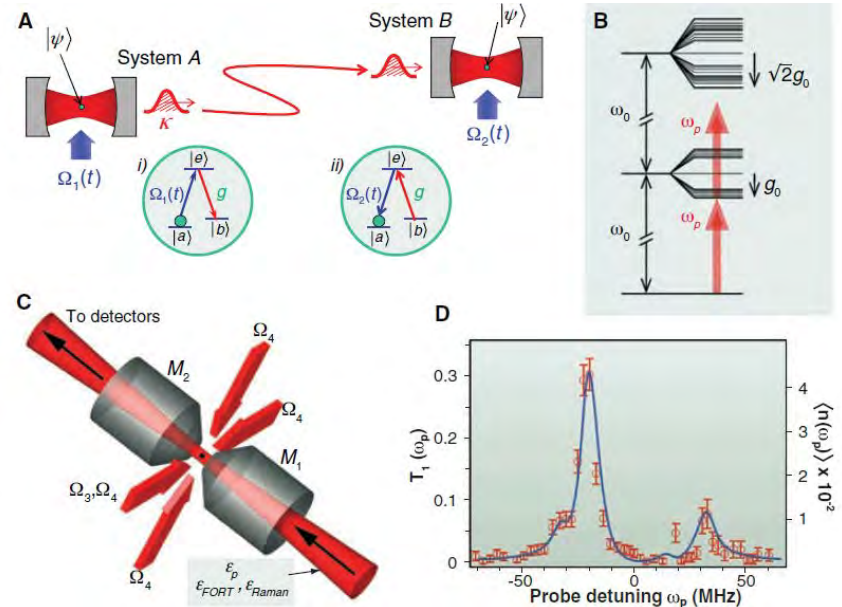 A
|ψ⟩
System A
κ
Ω₁(t)
System B
|ψ⟩
Ω₂(t)
i)
|e⟩
Ω₁(t)
g
|a⟩
|b⟩
ii)
|e⟩
Ω₂(t)
g
|a⟩
|b⟩
B
√2g₀
ω₀
ωₚ
g₀
ω₀
ωₚ
C
To detectors
M₂
Ω₄
Ω₄
M₁
Ω₃,Ω₄
Ω₄
εₚ
ε_FORT, ε_Raman
D
T₁ (ωₚ)
0.3
0.2
0.1
0
-50
0
50
Probe detuning ωₚ (MHz)
4
3
2
1
⟨n(ωₚ)⟩ x 10⁻²